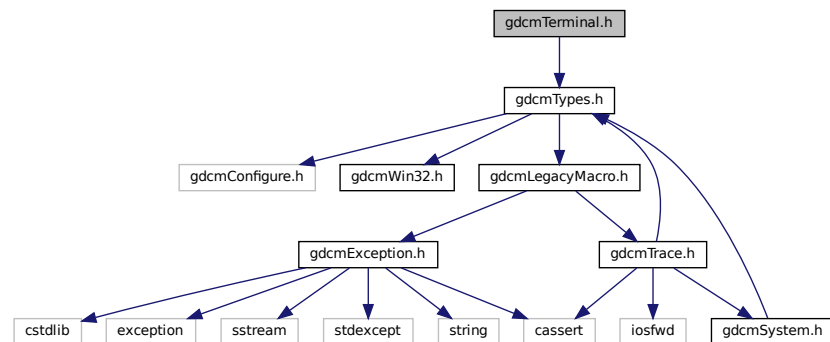 gdcmTerminal.h
gdcmTypes.h
gdcmConfigure.h
gdcmWin32.h
gdcmLegacyMacro.h
gdcmException.h
gdcmTrace.h
cstdlib
exception
sstream
stdexcept
string
cassert
iosfwd
gdcmSystem.h